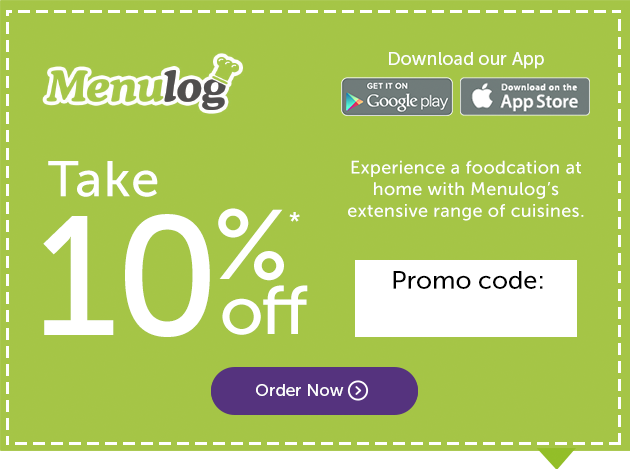 Menulog
Download our App
GET IT ON
Google play
Download on the
App Store
Take
10%*
off
Experience a foodcation at
home with Menulog's
extensive range of cuisines.
Promo code:
Order Now